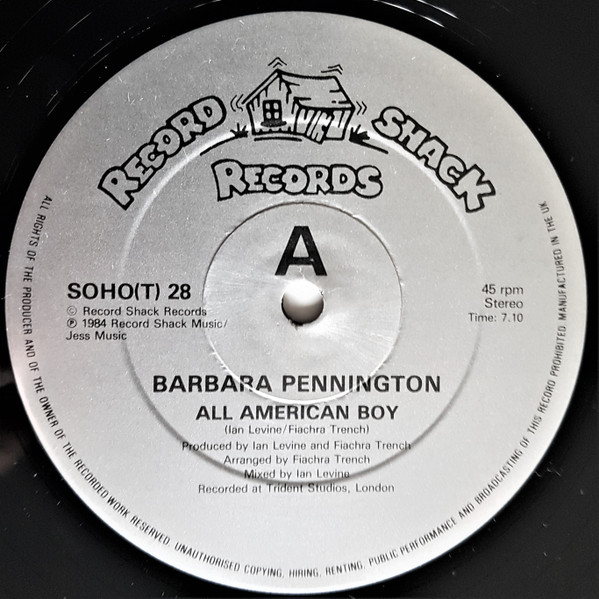 RECORD SHACK
RECORDS
A
SOHO(T) 28
© Record Shack Records
℗ 1984 Record Shack Music/
Jess Music
45 rpm
Stereo
Time: 7.10
BARBARA PENNINGTON
ALL AMERICAN BOY
(Ian Levine/Fiachra Trench)
Produced by Ian Levine and Fiachra Trench
Arranged by Fiachra Trench
Mixed by Ian Levine
Recorded at Trident Studios, London
ALL RIGHTS OF THE PRODUCER AND OF THE OWNER OF THE RECORDED WORK RESERVED. UNAUTHORISED COPYING, HIRING, RENTING, PUBLIC PERFORMANCE AND BROADCASTING OF THIS RECORD PROHIBITED. MANUFACTURED IN THE UK